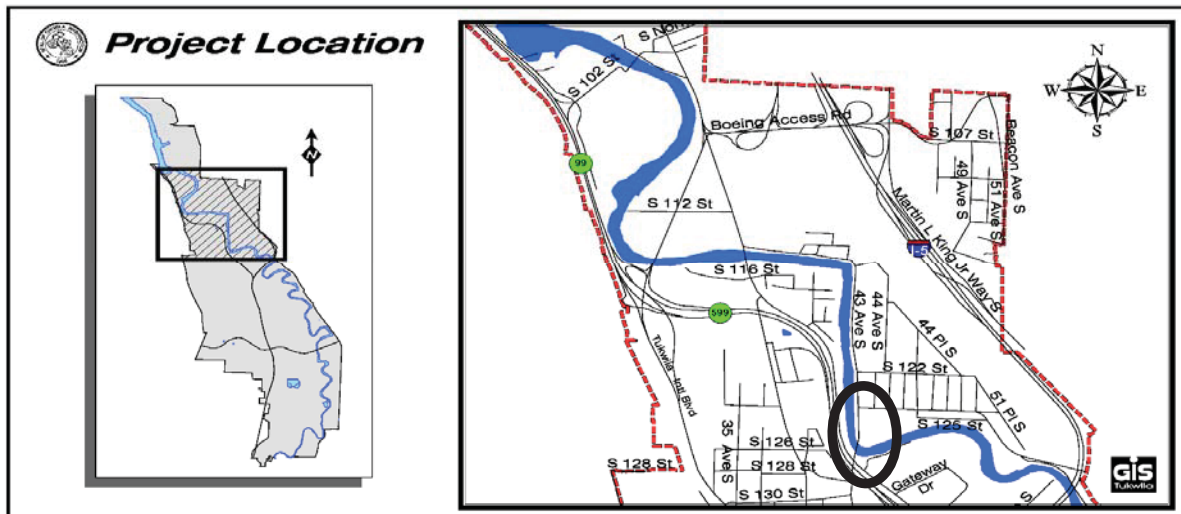 Project Location
N
N
W E
S
S 102 St
S Norf
Boeing Access Rd
S 107 St
Beacon Ave S
49 Ave S
51 Ave S
99
S 112 St
Martin L King Jr Way S
I-5
S 116 St
43 Ave S
44 Ave S
599
44 Pl S
Tukwila Intl Blvd
S 122 St
51 Pl S
S 125 St
35 Ave S
S 126 St
S 128 St
S 128 St
Gateway
Dr
S 130 St
S
GIS
Tukwila